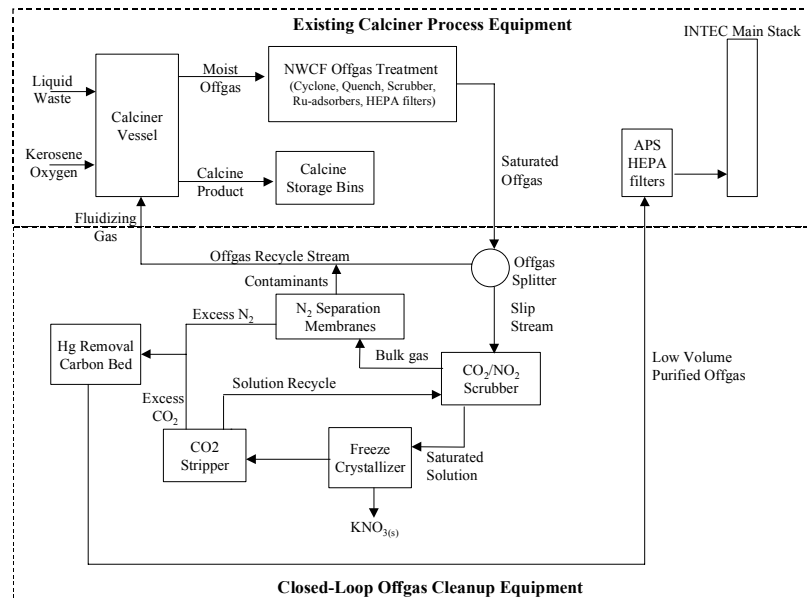 Existing Calciner Process Equipment
INTEC Main Stack
Liquid
Waste
Kerosene
Oxygen
Calciner
Vessel
Moist
Offgas
NWCF Offgas Treatment
(Cyclone, Quench, Scrubber,
Ru-adsorbers, HEPA filters)
Calcine
Product
Calcine
Storage Bins
Saturated
Offgas
APS
HEPA
filters
Fluidizing
Gas
Offgas Recycle Stream
Contaminants
Offgas
Splitter
Slip
Stream
Excess N2
N2 Separation
Membranes
Hg Removal
Carbon Bed
Bulk gas
CO2/NO2
Scrubber
Low Volume
Purified Offgas
Solution Recycle
Excess
CO2
CO2
Stripper
Freeze
Crystallizer
Saturated
Solution
KNO3(s)
Closed-Loop Offgas Cleanup Equipment